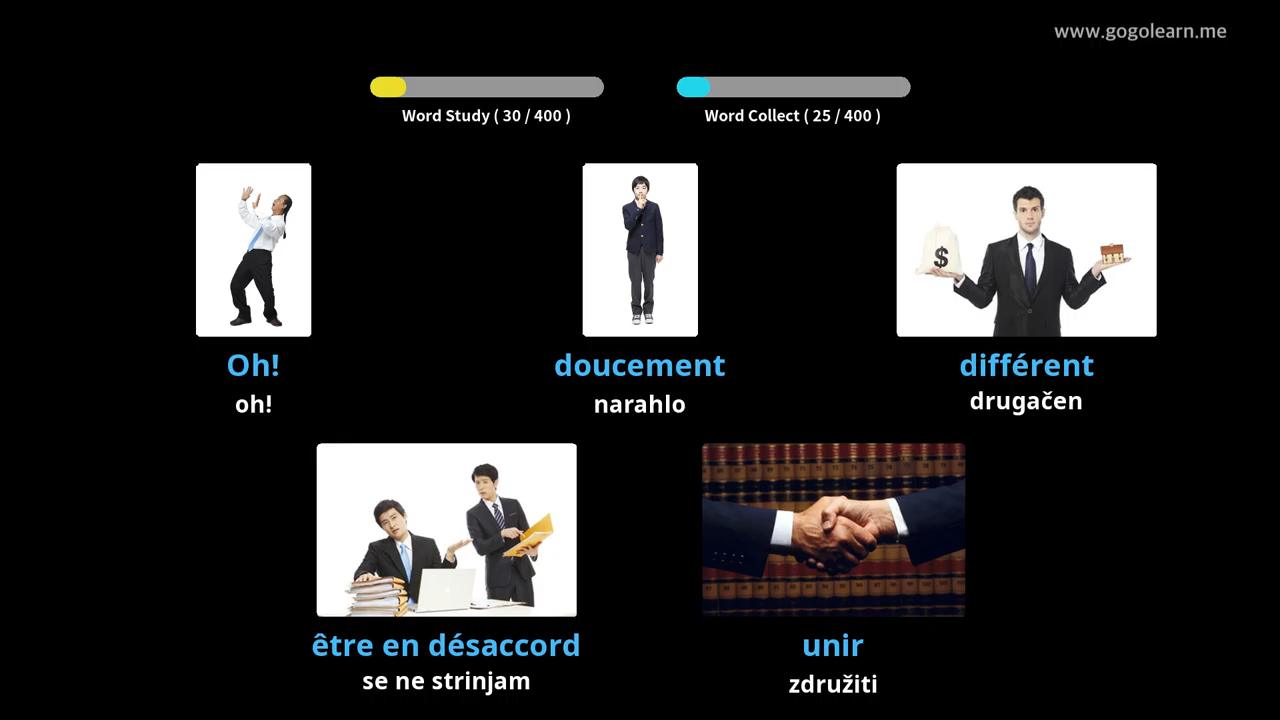 www.gogolearn.me
Word Study ( 30 / 400 )
Word Collect ( 25 / 400 )
$
Oh!
oh!
doucement
narahlo
différent
drugačen
être en désaccord
se ne strinjam
unir
združiti